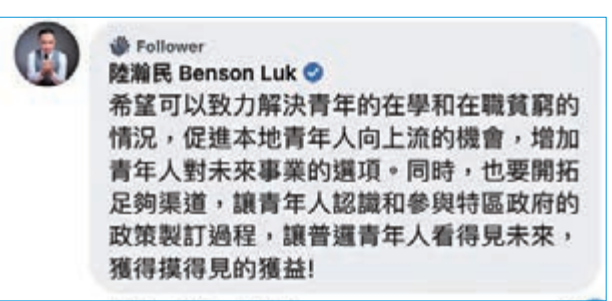 Follower
陸瀚民 Benson Luk
希望可以致力解決青年的在學和在職貧窮的
情況，促進本地青年人向上流的機會，增加
青年人對未來事業的選項。同時，也要開拓
足夠渠道，讓青年人認識和參與特區政府的
政策製訂過程，讓普遍青年人看得見未來，
獲得摸得見的獲益!